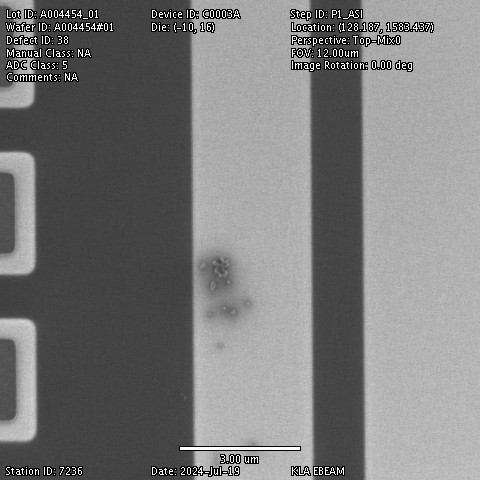 Lot ID: A004454_01
Wafer ID: A004454#01
Defect ID: 38
Manual Class: NA
ADC Class: 5
Comments: NA
Device ID: C0003A
Die: (-10, 16)
Step ID: P1_ASI
Location: (128.187, 1583.437)
Perspective: Top-Mix0
FOV: 12.00um
Image Rotation: 0.00 deg
3.00 um
Station ID: 7236
Date: 2024-Jul-19
KLA EBEAM